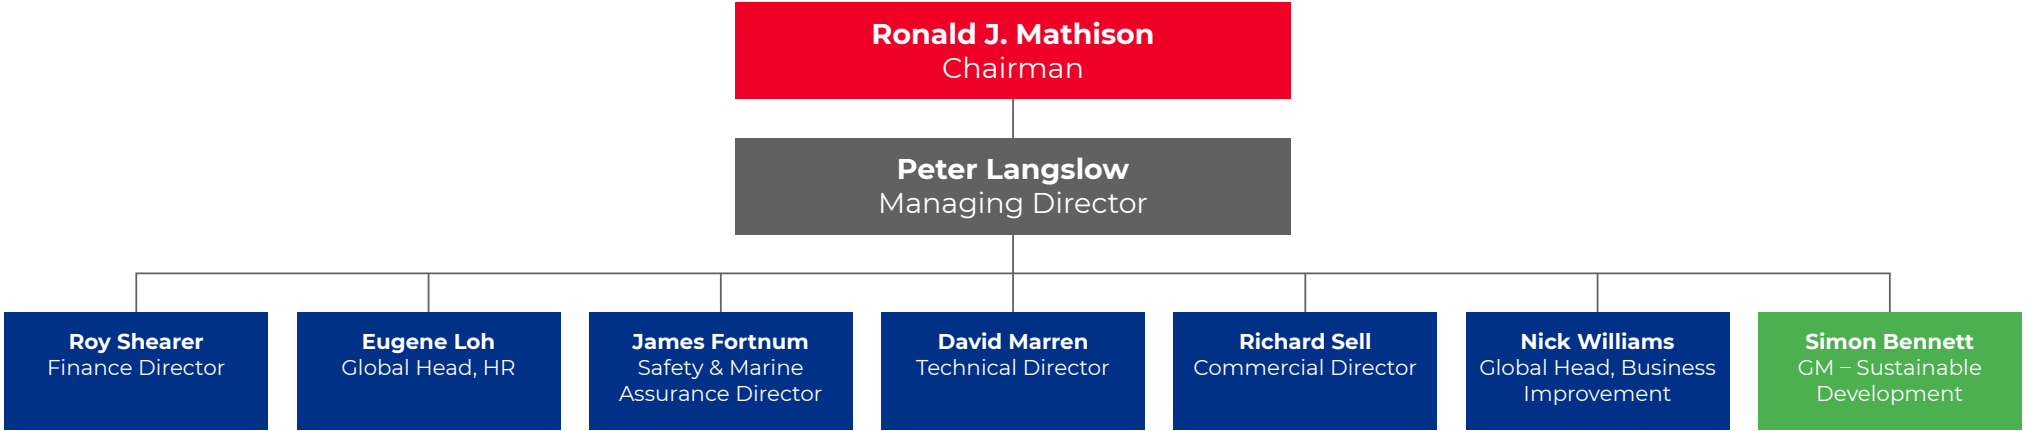 Ronald J. Mathison
Chairman
Peter Langslow
Managing Director
Roy Shearer
Finance Director
Eugene Loh
Global Head, HR
James Fortnum
Safety & Marine
Assurance Director
David Marren
Technical Director
Richard Sell
Commercial Director
Nick Williams
Global Head, Business
Improvement
Simon Bennett
GM – Sustainable
Development